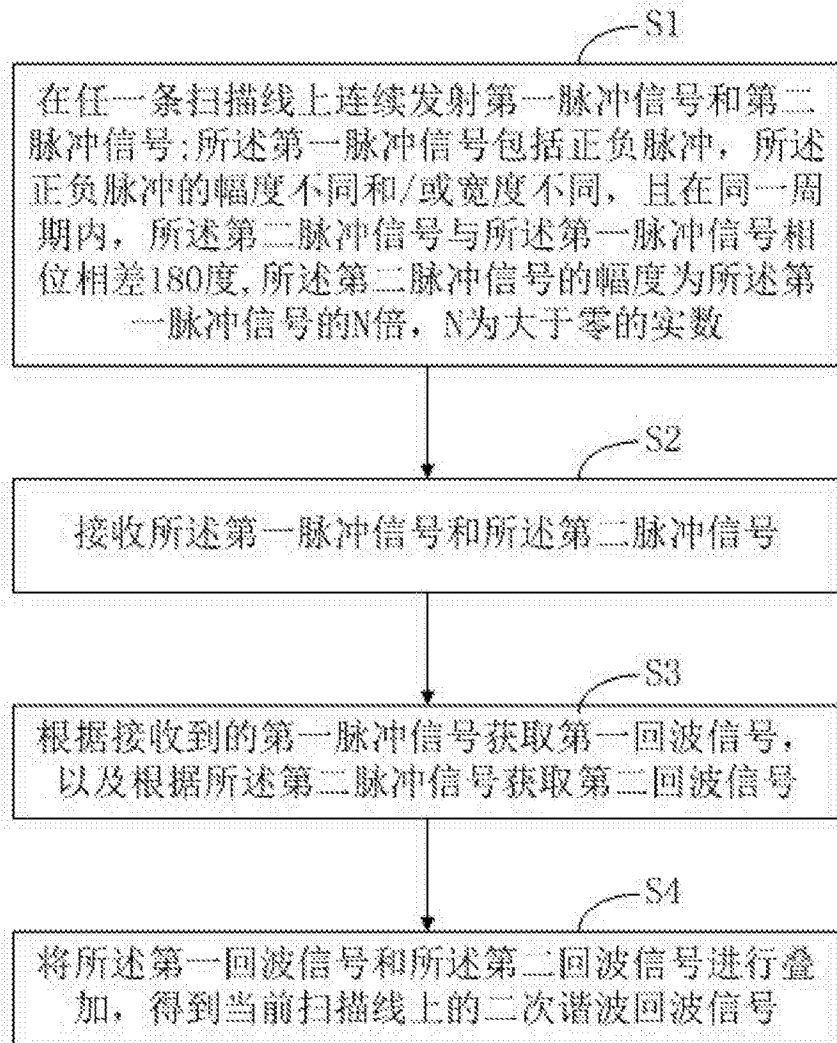 S1
在任一条扫描线上连续发射第一脉冲信号和第二
脉冲信号;所述第一脉冲信号包括正负脉冲，所述
正负脉冲的幅度不同和/或宽度不同，且在同一周
期内，所述第二脉冲信号与所述第一脉冲信号相
位相差180度,所述第二脉冲信号的幅度为所述第
一脉冲信号的N倍，N为大于零的实数
S2
接收所述第一脉冲信号和所述第二脉冲信号
S3
根据接收到的第一脉冲信号获取第一回波信号，
以及根据所述第二脉冲信号获取第二回波信号
S4
将所述第一回波信号和所述第二回波信号进行叠
加，得到当前扫描线上的二次谐波回波信号